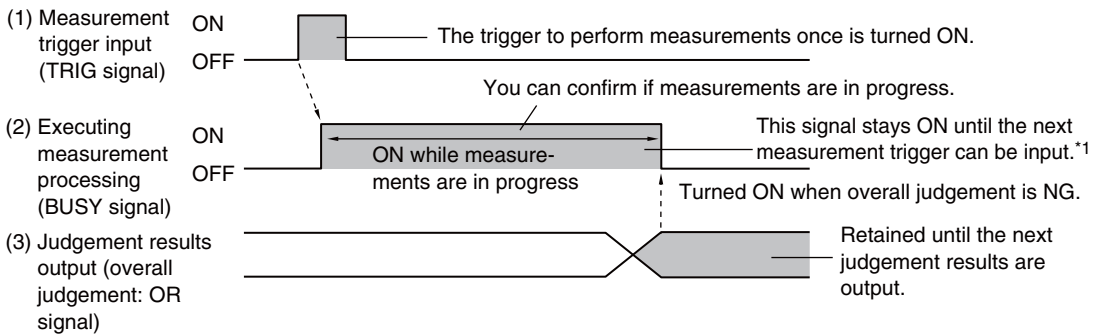 (1) Measurement
trigger input
(TRIG signal)
ON
OFF
The trigger to perform measurements once is turned ON.
You can confirm if measurements are in progress.
(2) Executing
measurement
processing
(BUSY signal)
ON
OFF
ON while measure-
ments are in progress
This signal stays ON until the next
measurement trigger can be input.*1
Turned ON when overall judgement is NG.
(3) Judgement results
output (overall
judgement: OR
signal)
Retained until the next
judgement results are
output.